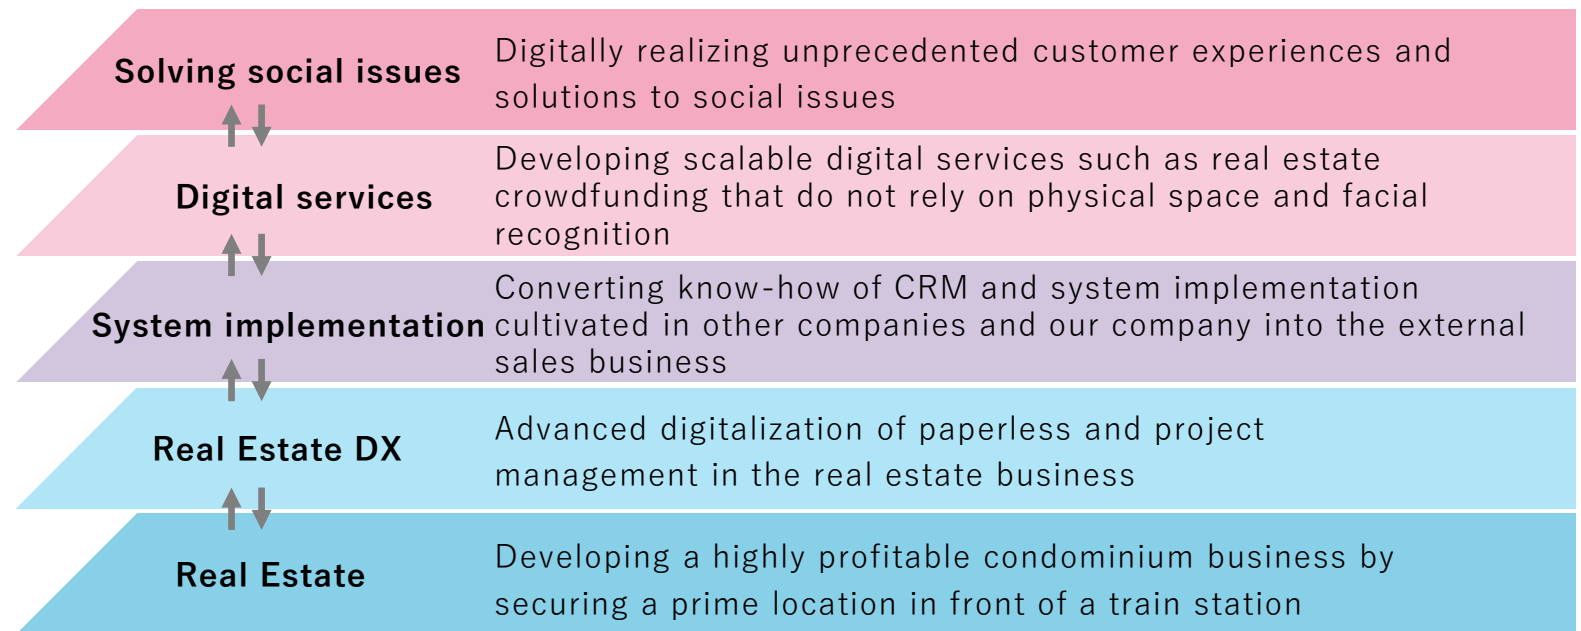 Solving social issues
Digitally realizing unprecedented customer experiences and
solutions to social issues
Digital services
Developing scalable digital services such as real estate
crowdfunding that do not rely on physical space and facial
recognition
System implementation
Converting know-how of CRM and system implementation
cultivated in other companies and our company into the external
sales business
Real Estate DX
Advanced digitalization of paperless and project
management in the real estate business
Real Estate
Developing a highly profitable condominium business by
securing a prime location in front of a train station